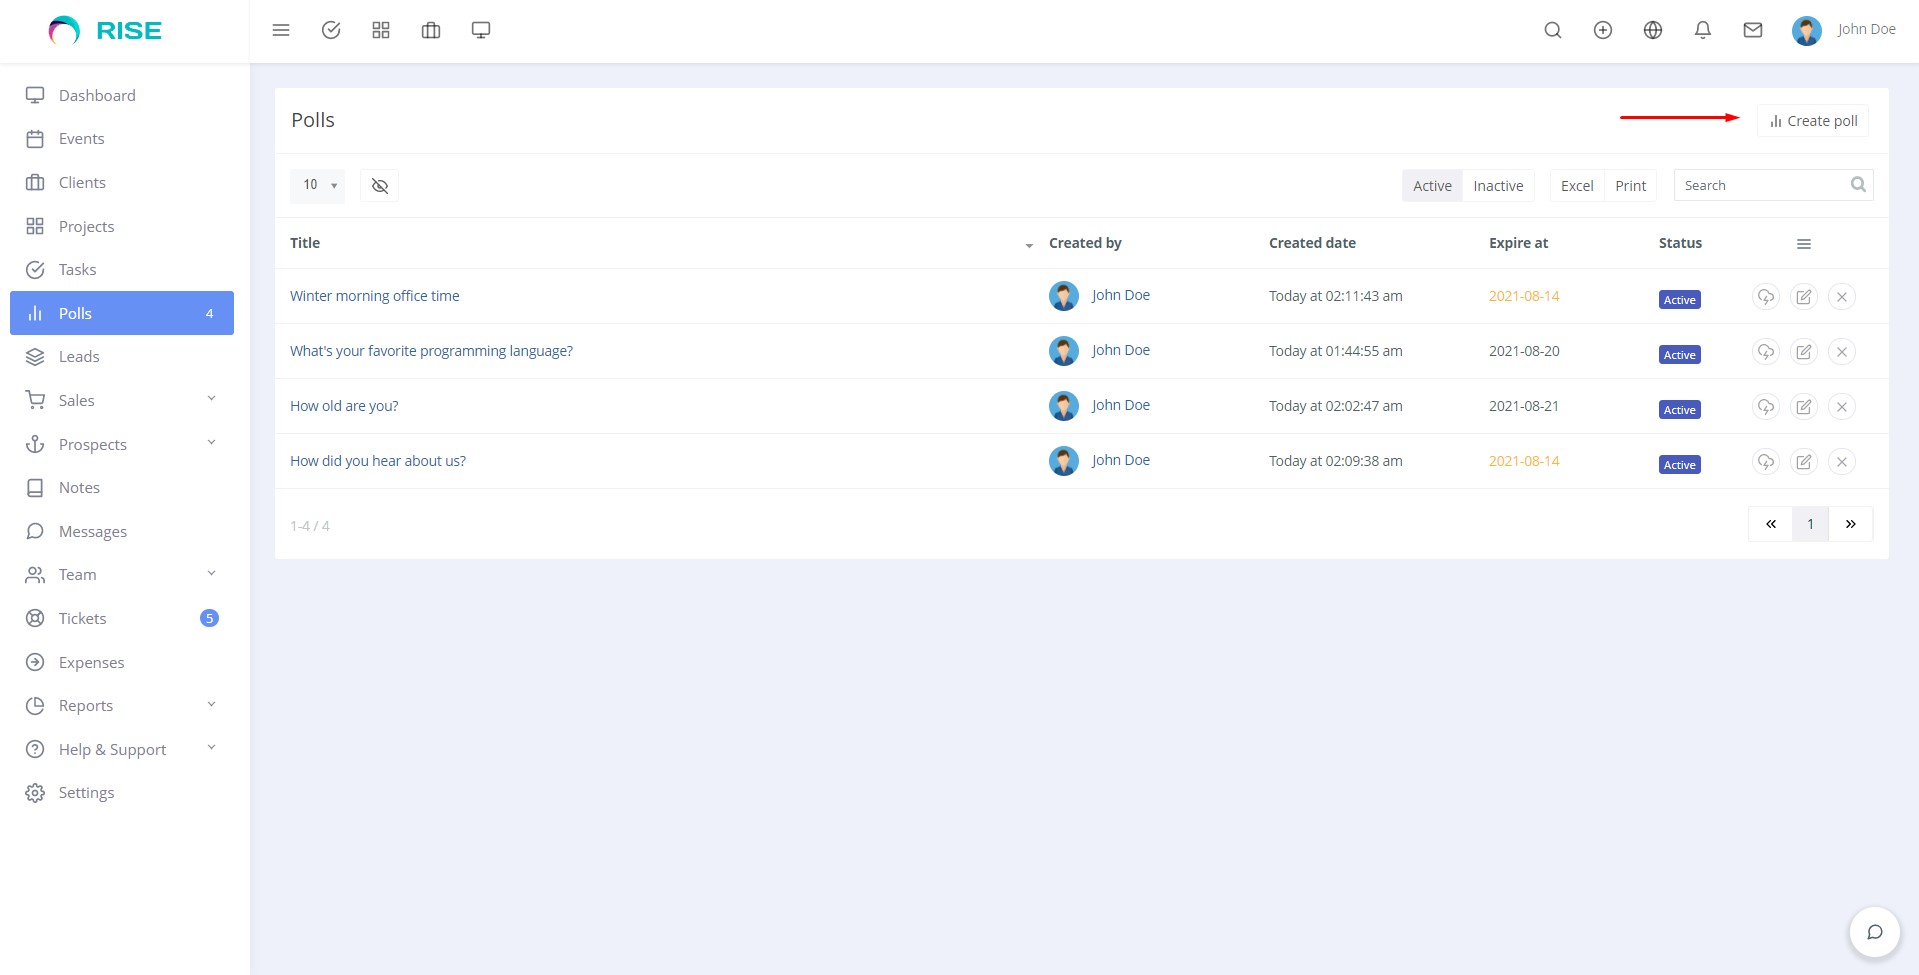 RISE
John Doe
Dashboard
Events
Clients
Projects
Tasks
Polls 4
Leads
Sales
Prospects
Notes
Messages
Team
Tickets 5
Expenses
Reports
Help & Support
Settings
Polls
Create poll
10
Active Inactive Excel Print Search
Title Created by Created date Expire at Status
Winter morning office time John Doe Today at 02:11:43 am 2021-08-14 Active
What's your favorite programming language? John Doe Today at 01:44:55 am 2021-08-20 Active
How old are you? John Doe Today at 02:02:47 am 2021-08-21 Active
How did you hear about us? John Doe Today at 02:09:38 am 2021-08-14 Active
1-4 / 4
« 1 »